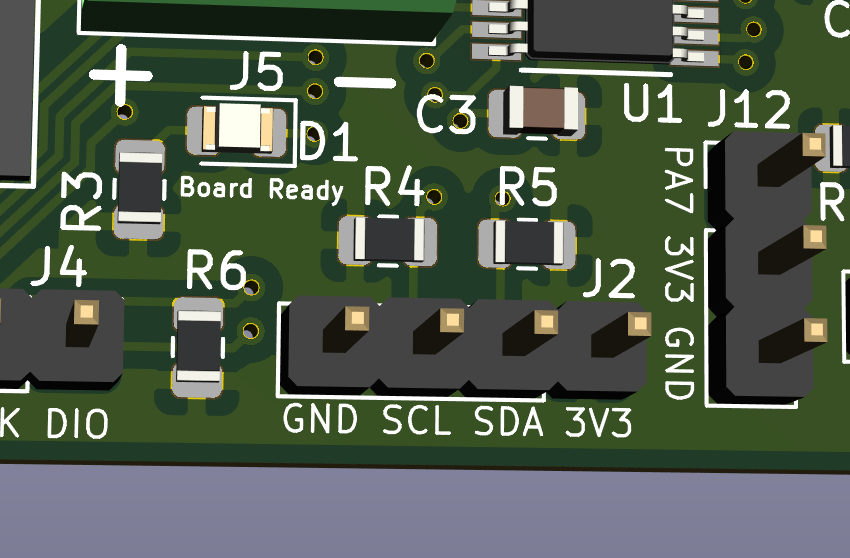 C
+ J5 −
C3 U1 J12
D1
R3 Board Ready R4 R5
PA7 3V3 GND
R
J4 R6 J2
K DIO
GND SCL SDA 3V3